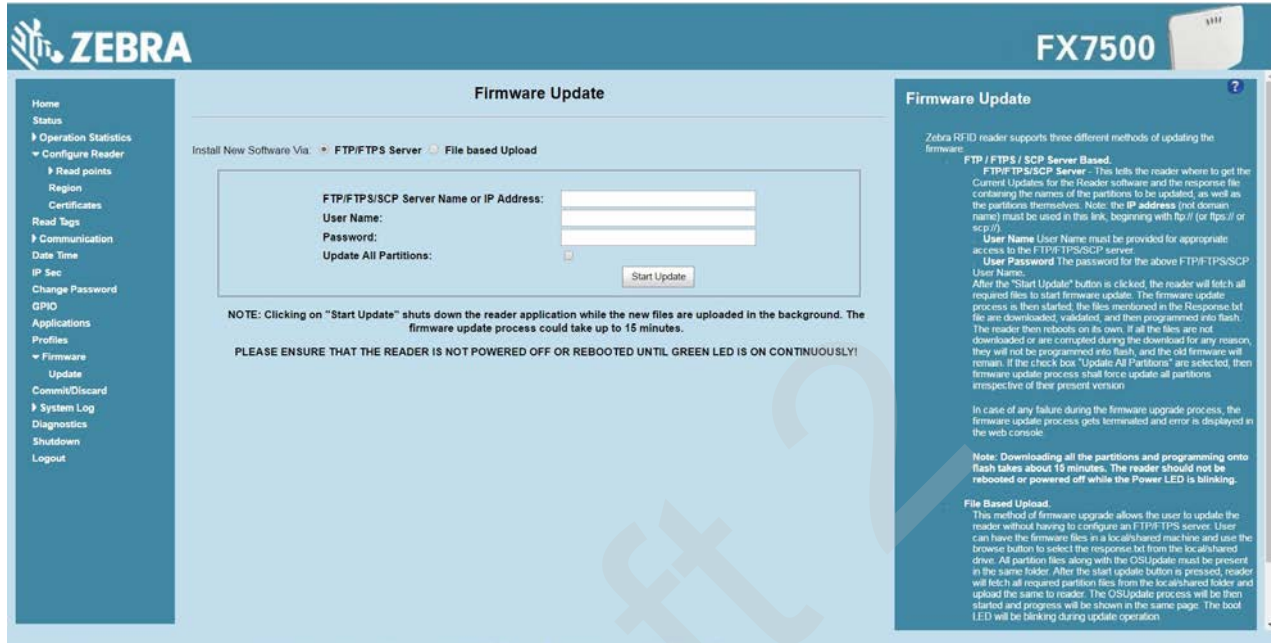 ZEBRA
FX7500
Home
Status
Operation Statistics
Configure Reader
Read points
Region
Certificates
Read Tags
Communication
Date Time
IP Sec
Change Password
GPIO
Applications
Profiles
Firmware
Update
Commit/Discard
System Log
Diagnostics
Shutdown
Logout
Firmware Update
Install New Software Via: FTP/FTPS Server File based Upload
FTP/FTPS/SCP Server Name or IP Address:
User Name:
Password:
Update All Partitions:
Start Update
NOTE: Clicking on "Start Update" shuts down the reader application while the new files are uploaded in the background. The
firmware update process could take up to 15 minutes.
PLEASE ENSURE THAT THE READER IS NOT POWERED OFF OR REBOOTED UNTIL GREEN LED IS ON CONTINUOUSLY!
?
Firmware Update
Zebra RFID reader supports three different methods of updating the
firmware
FTP / FTPS / SCP Server Based.
FTP/FTPS/SCP Server - This tells the reader where to get the
Current Updates for the Reader software and the response file
containing the names of the partitions to be updated, as well as
the partitions themselves. Note: the IP address (not domain
name) must be used in this link, beginning with ftp:// (or ftps:// or
scp://).
User Name User Name must be provided for appropriate
access to the FTP/FTPS/SCP server
User Password The password for the above FTP/FTPS/SCP
User Name.
After the "Start Update" button is clicked, the reader will fetch all
required files to start firmware update. The firmware update
process is then started; the files mentioned in the Response.txt
file are downloaded, validated, and then programmed into flash.
The reader then reboots on its own. If all the files are not
downloaded or are corrupted during the download for any reason,
they will not be programmed into flash, and the old firmware will
remain. If the check box "Update All Partitions" are selected, then
firmware update process shall force update all partitions
irrespective of their present version
In case of any failure during the firmware upgrade process, the
firmware update process gets terminated and error is displayed in
the web console
Note: Downloading all the partitions and programming onto
flash takes about 15 minutes. The reader should not be
rebooted or powered off while the Power LED is blinking.
File Based Upload.
This method of firmware upgrade allows the user to update the
reader without having to configure an FTP/FTPS server. User
can have the firmware files in a local/shared machine and use the
browse button to select the response.txt from the local/shared
drive. All partition files along with the OSUpdate must be present
in the same folder. After the start update button is pressed, reader
will fetch all required partition files from the local/shared folder and
upload the same to reader. The OSUpdate process will be then
started and progress will be shown in the same page. The boot
LED will be blinking during update operation